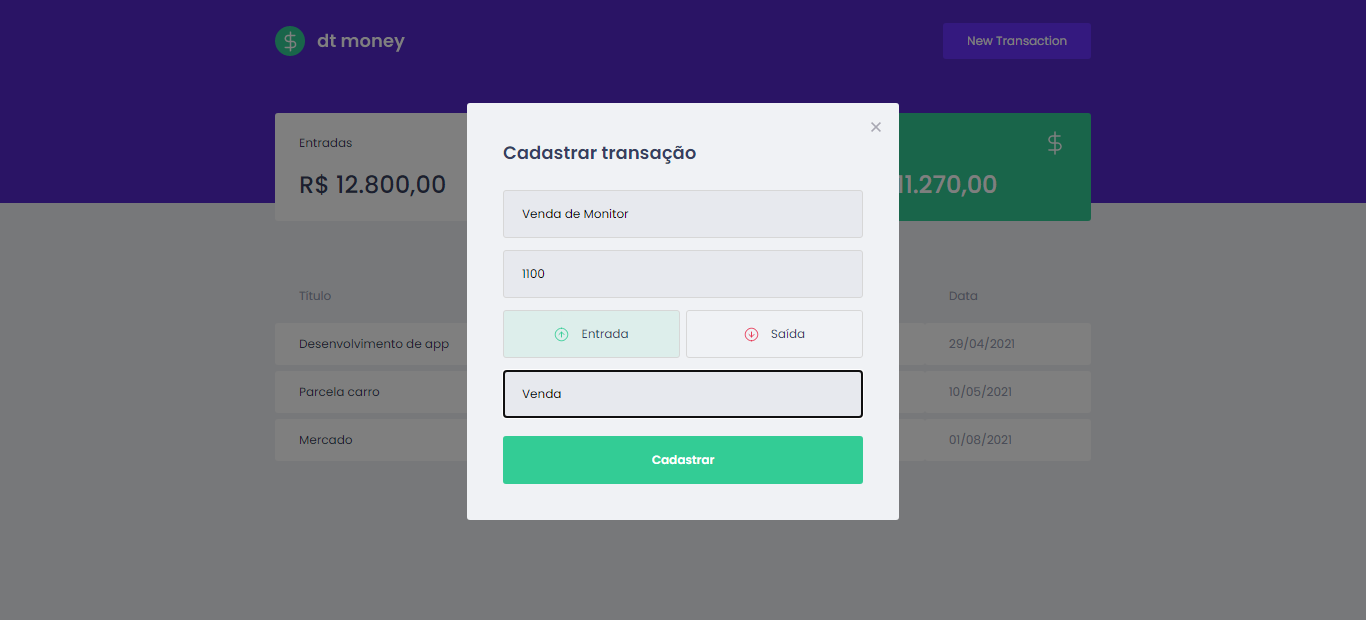 dt money
New Transaction
Entradas
R$ 12.800,00
11.270,00
Cadastrar transação
Venda de Monitor
1100
Entrada
Saída
Venda
Cadastrar
Título
Data
Desenvolvimento de app
29/04/2021
Parcela carro
10/05/2021
Mercado
01/08/2021